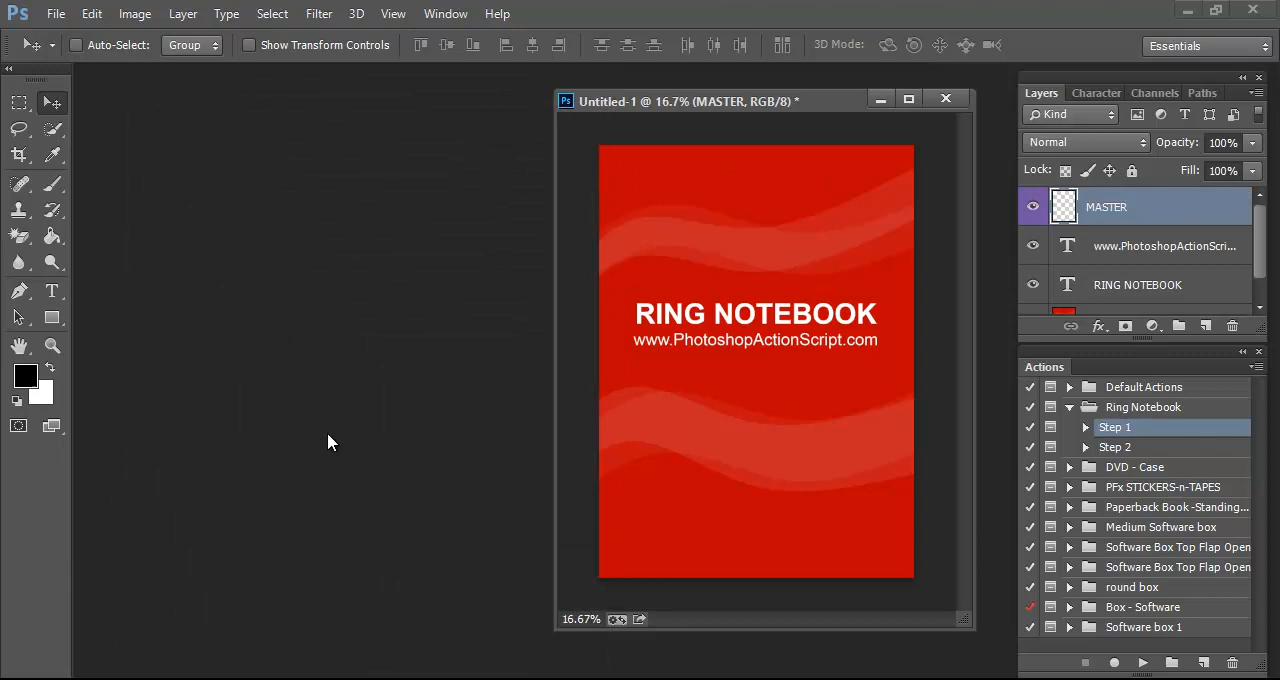 Ps File Edit Image Layer Type Select Filter 3D View Window Help
Auto-Select: Group Show Transform Controls 3D Mode: Essentials
Ps Untitled-1 @ 16.7% (MASTER, RGB/8) *
RING NOTEBOOK
www.PhotoshopActionScript.com
16.67%
Layers Character Channels Paths
Kind
Normal Opacity: 100%
Lock: Fill: 100%
MASTER
www.PhotoshopActionScri...
RING NOTEBOOK
fx
Actions
Default Actions
Ring Notebook
Step 1
Step 2
DVD - Case
PFx STICKERS-n-TAPES
Paperback Book -Standing...
Medium Software box
Software Box Top Flap Open
Software Box Top Flap Open
round box
Box - Software
Software box 1